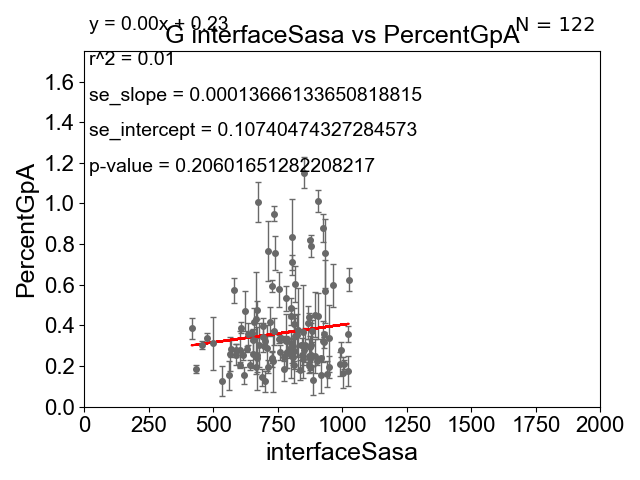 y = 0.00x + 0.23
G interfaceSasa vs PercentGpA
N = 122
r^2 = 0.01
se_slope = 0.00013666133650818815
se_intercept = 0.10740474327284573
p-value = 0.20601651282208217
PercentGpA
1.6
1.4
1.2
1.0
0.8
0.6
0.4
0.2
0.0
0 250 500 750 1000 1250 1500 1750 2000
interfaceSasa